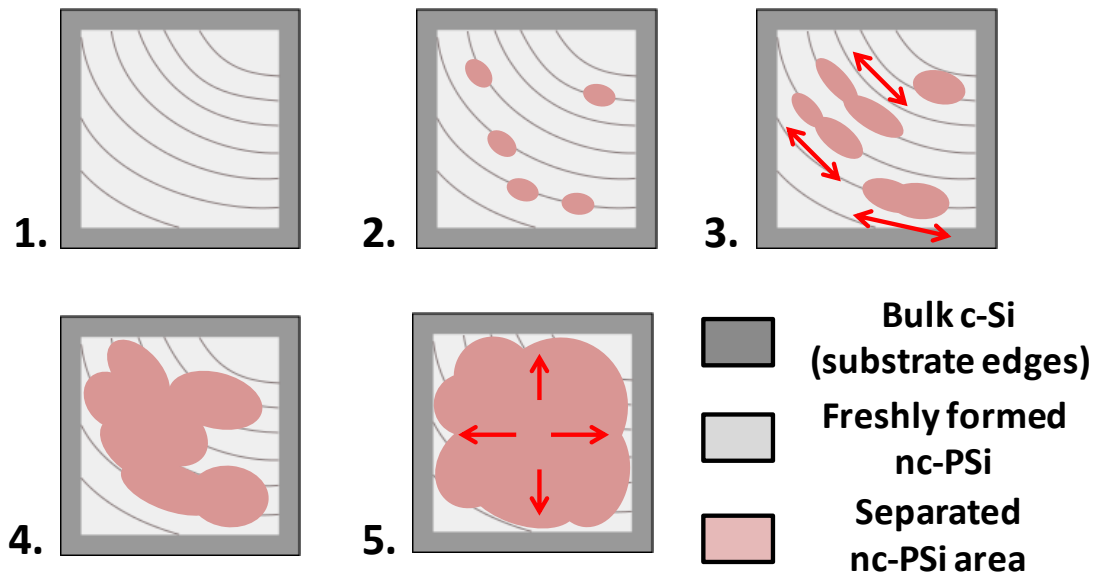 1.
2.
3.
4.
5.
Bulk c-Si
(substrate edges)
Freshly formed
nc-PSi
Separated
nc-PSi area